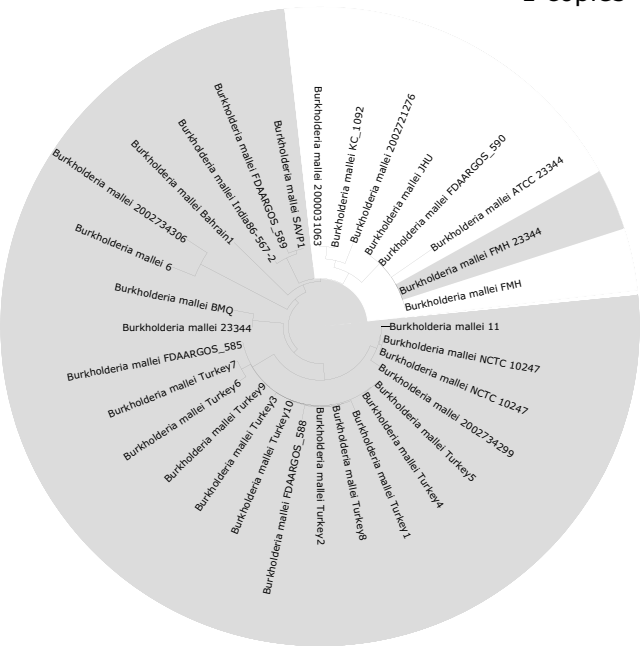 Burkholderia mallei 2000031063
Burkholderia mallei KC_1092
Burkholderia mallei 2002721276
Burkholderia mallei JHU
Burkholderia mallei FDAARGOS_590
Burkholderia mallei ATCC 23344
Burkholderia mallei FMH 23344
Burkholderia mallei FMH
Burkholderia mallei 11
Burkholderia mallei NCTC 10247
Burkholderia mallei NCTC 10247
Burkholderia mallei 2002734299
Burkholderia mallei Turkey5
Burkholderia mallei Turkey4
Burkholderia mallei Turkey1
Burkholderia mallei Turkey8
Burkholderia mallei Turkey2
Burkholderia mallei FDAARGOS_588
Burkholderia mallei Turkey10
Burkholderia mallei Turkey3
Burkholderia mallei Turkey9
Burkholderia mallei Turkey6
Burkholderia mallei Turkey7
Burkholderia mallei FDAARGOS_585
Burkholderia mallei 23344
Burkholderia mallei BMQ
Burkholderia mallei 6
Burkholderia mallei 2002734306
Burkholderia mallei Bahrain1
Burkholderia mallei India86-567-2
Burkholderia mallei FDAARGOS_589
Burkholderia mallei SAVP1